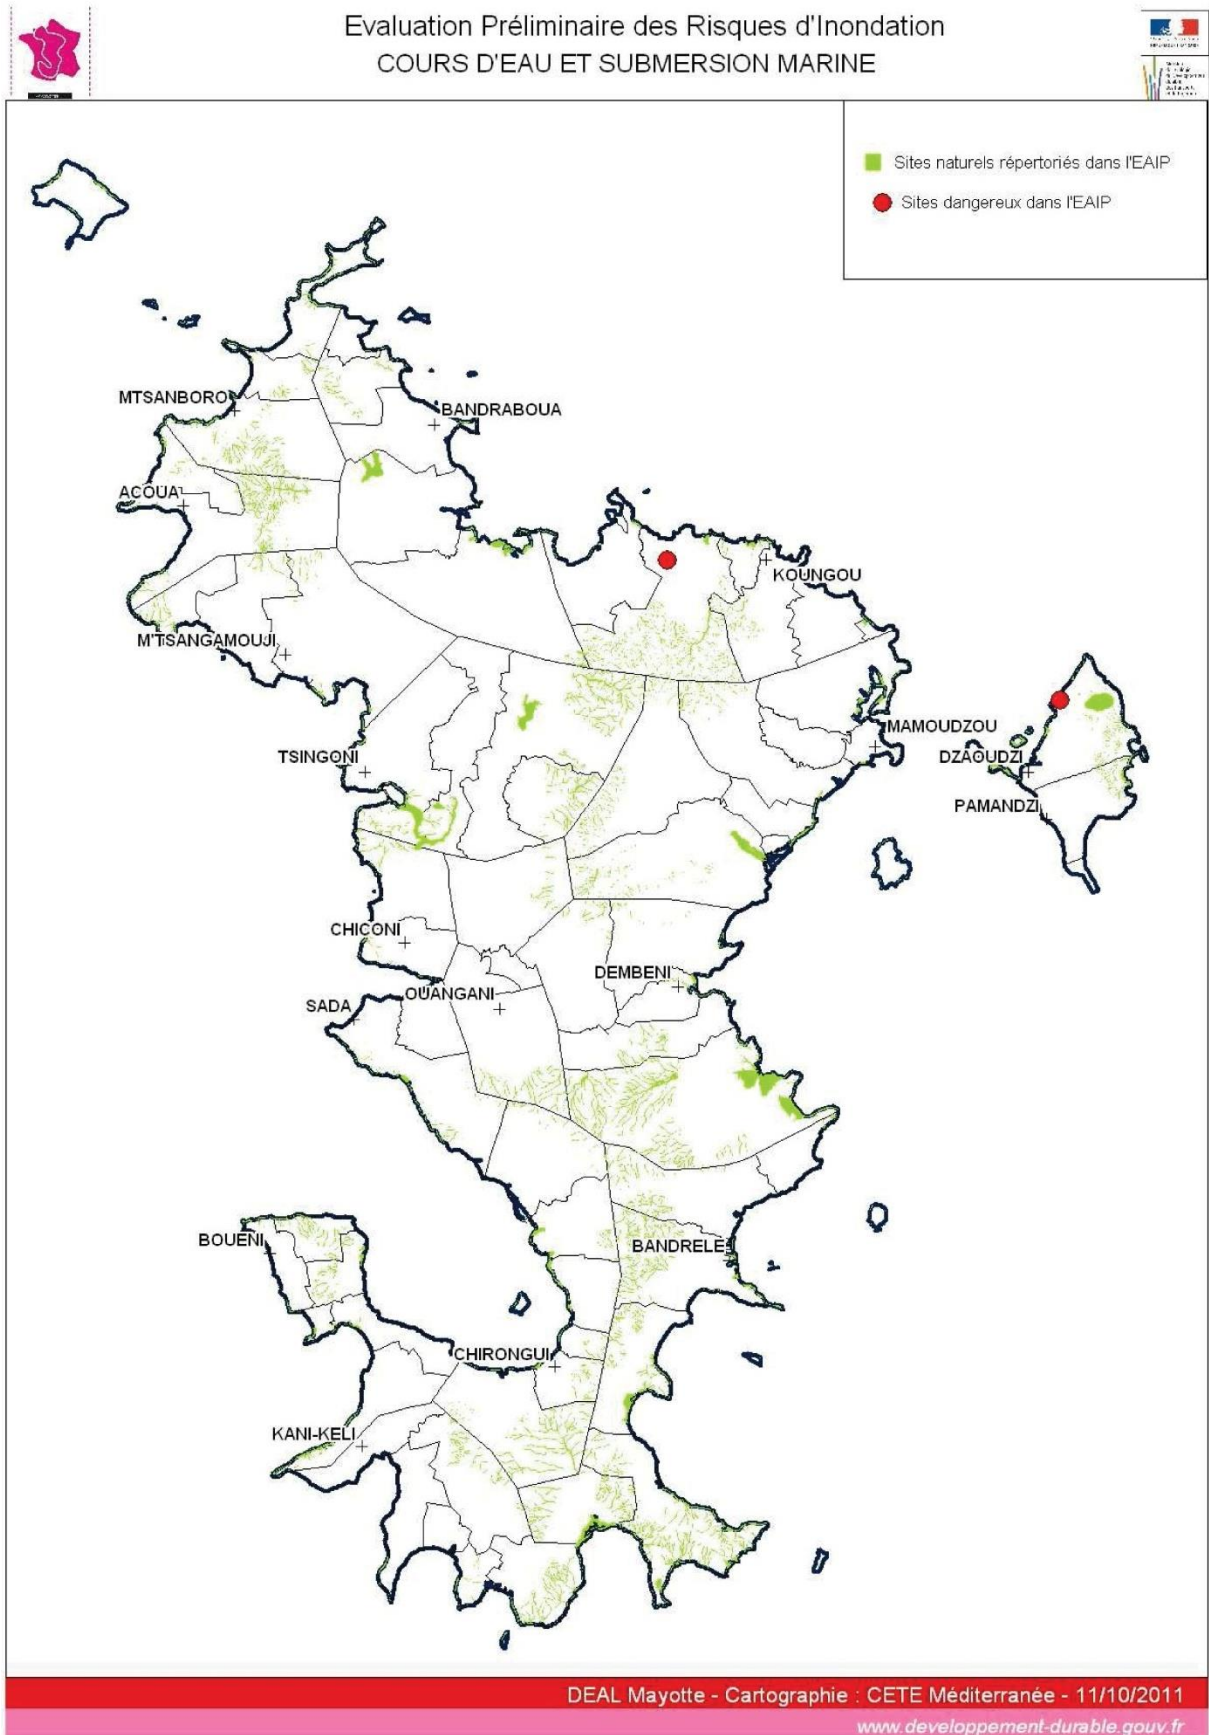 Evaluation Préliminaire des Risques d'Inondation
COURS D'EAU ET SUBMERSION MARINE
Sites naturels répertoriés dans l'EAIP
Sites dangereux dans l'EAIP
MTSANBORO
BANDRABOUA
ACOUA
KOUNGOU
M'TSANGAMOUJI
MAMOUDZOU
TSINGONI
DZAOUDZI
PAMANDZI
CHICONI
DEMBENI
OUANGANI
SADA
BOUENI
BANDRELE
CHIRONGUI
KANI-KELI
DEAL Mayotte - Cartographie : CETE Méditerranée - 11/10/2011
www.developpement-durable.gouv.fr